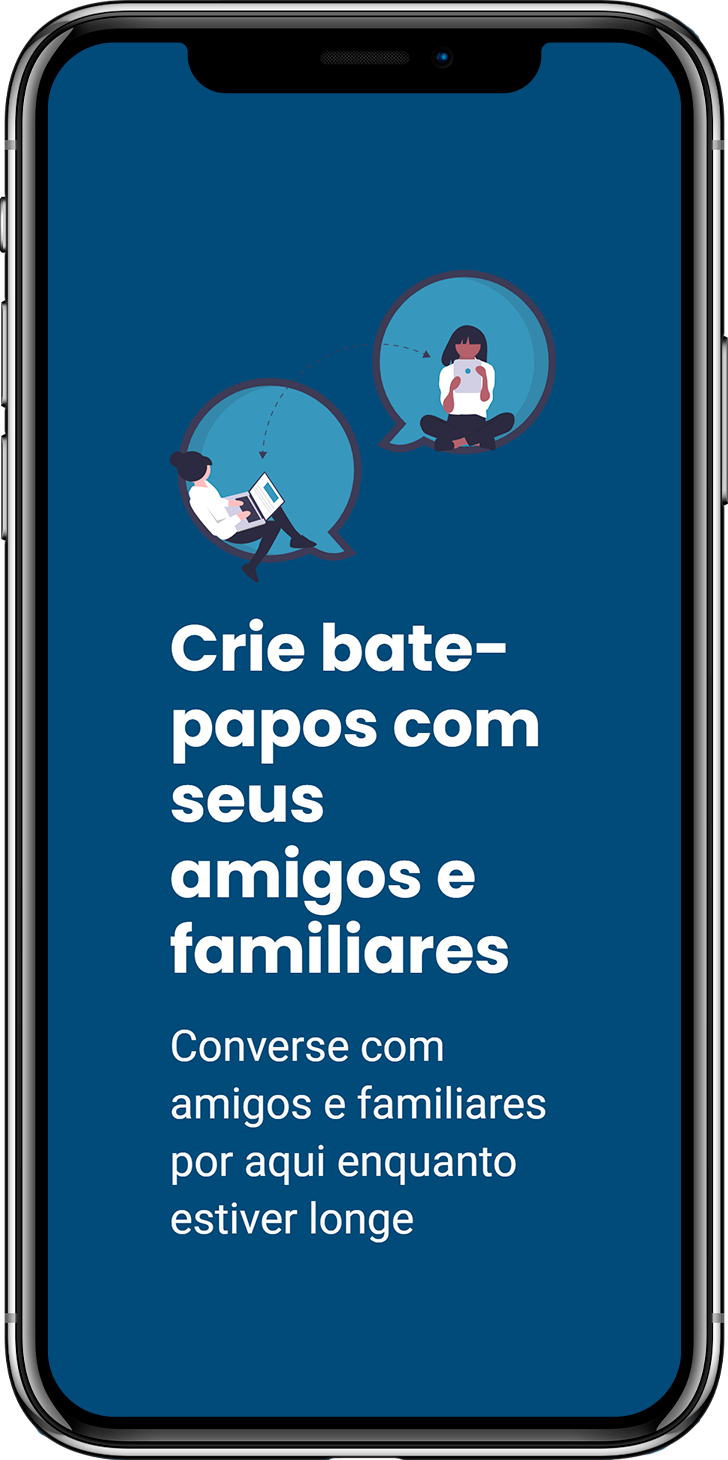 Crie bate-
papos com
seus
amigos e
familiares
Converse com
amigos e familiares
por aqui enquanto
estiver longe